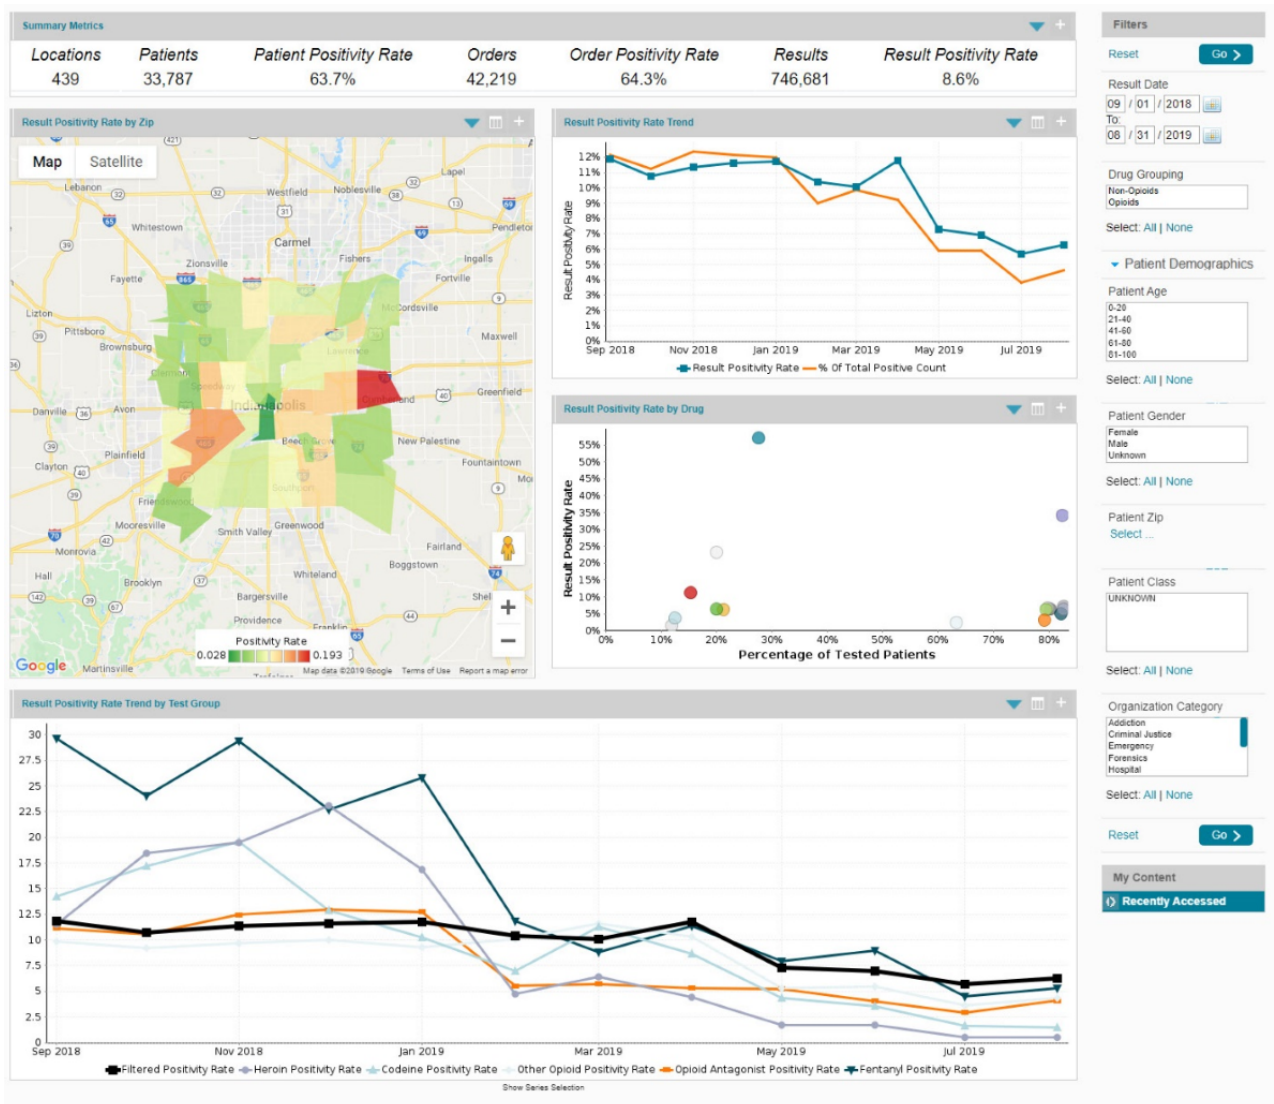 Summary Metrics
Locations Patients Patient Positivity Rate Orders Order Positivity Rate Results Result Positivity Rate
439 33,787 63.7% 42,219 64.3% 746,681 8.6%
Result Positivity Rate by Zip
Map Satellite
421
Lapel
Lebanon
Westfield
Noblesville
Whitestown
Carmel
Pendleton
Zionsville
Fishers
Ingalls
Fayette
Fortville
McCordsville
Lizton
Pittsboro
Brownsburg
Lawrence
Maxwell
Clermont
Speedway
Indianapolis
Cumberland
Greenfield
Danville
Avon
Beech Grove
New Palestine
Plainfield
Clayton
Fountaintown
Southport
Friendswood
Mooresville
Smith Valley
Greenwood
Monrovia
Fairland
Boggstown
Hall
Brooklyn
Whiteland
Bargersville
Providence
Franklin
Martinsville
Positivity Rate
0.028 0.193
Google
Map data ©2019 Google Terms of Use Report a map error
Result Positivity Rate Trend
Result Positivity Rate
12%
11%
10%
9%
8%
7%
6%
5%
4%
3%
2%
1%
0%
Sep 2018 Nov 2018 Jan 2019 Mar 2019 May 2019 Jul 2019
Result Positivity Rate % Of Total Positive Count
Result Positivity Rate by Drug
Result Positivity Rate
55%
50%
45%
40%
35%
30%
25%
20%
15%
10%
5%
0%
0% 10% 20% 30% 40% 50% 60% 70% 80%
Percentage of Tested Patients
Result Positivity Rate Trend by Test Group
30
27.5
25
22.5
20
17.5
15
12.5
10
7.5
5
2.5
0
Sep 2018 Nov 2018 Jan 2019 Mar 2019 May 2019 Jul 2019
Filtered Positivity Rate Heroin Positivity Rate Codeine Positivity Rate Other Opioid Positivity Rate Opioid Antagonist Positivity Rate Fentanyl Positivity Rate
Show Series Selection
Filters
Reset Go
Result Date
09 / 01 / 2018
To:
08 / 31 / 2019
Drug Grouping
Non-Opioids
Opioids
Select: All | None
Patient Demographics
Patient Age
0-20
21-40
41-60
61-80
81-100
Select: All | None
Patient Gender
Female
Male
Unknown
Select: All | None
Patient Zip
Select ...
Patient Class
UNKNOWN
Select: All | None
Organization Category
Addiction
Criminal Justice
Emergency
Forensics
Hospital
Select: All | None
Reset Go
My Content
Recently Accessed